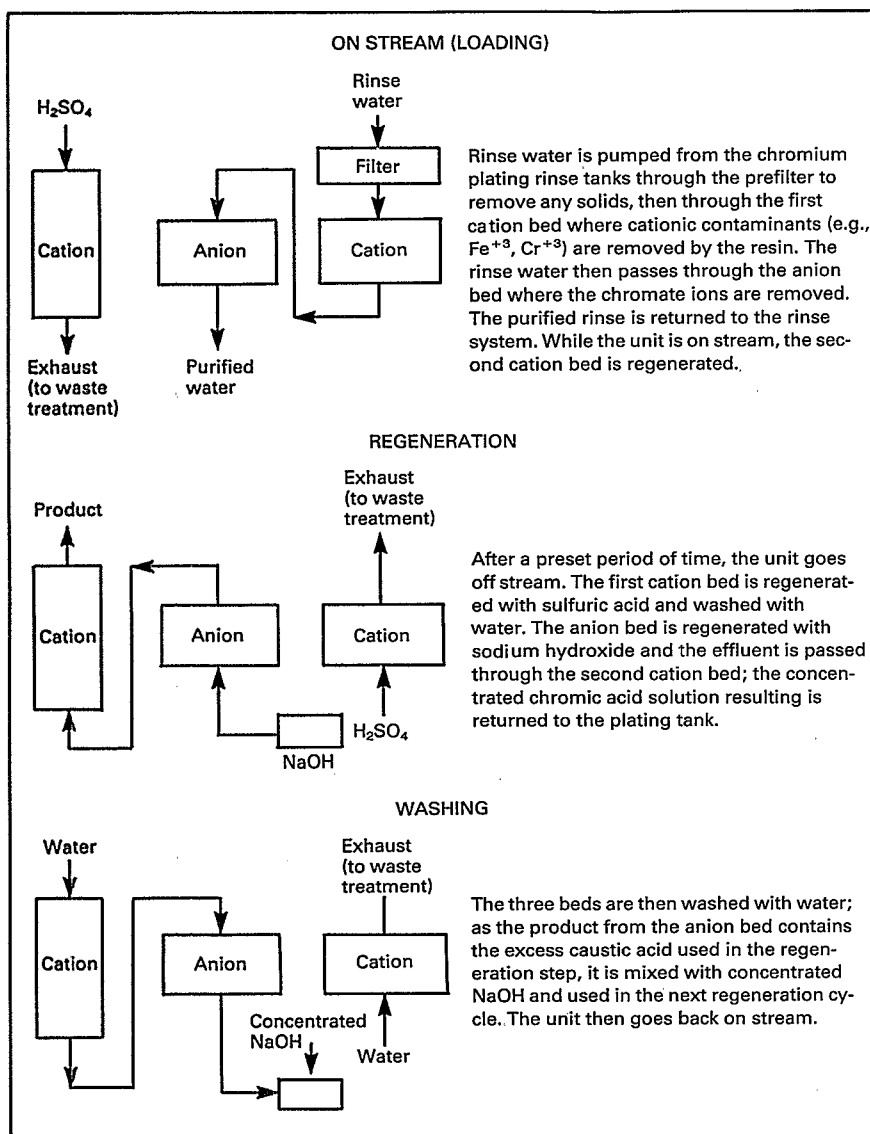 ON STREAM (LOADING)
H₂SO₄
Rinse
water
Filter
Cation
Anion
Cation
Exhaust
(to waste
treatment)
Purified
water
Rinse water is pumped from the chromium
plating rinse tanks through the prefilter to
remove any solids, then through the first
cation bed where cationic contaminants (e.g.,
Fe⁺³, Cr⁺³) are removed by the resin. The
rinse water then passes through the anion
bed where the chromate ions are removed.
The purified rinse is returned to the rinse
system. While the unit is on stream, the sec-
ond cation bed is regenerated.
REGENERATION
Product
Exhaust
(to waste
treatment)
Cation
Anion
Cation
NaOH
H₂SO₄
After a preset period of time, the unit goes
off stream. The first cation bed is regenerat-
ed with sulfuric acid and washed with
water. The anion bed is regenerated with
sodium hydroxide and the effluent is passed
through the second cation bed; the concen-
trated chromic acid solution resulting is
returned to the plating tank.
WASHING
Water
Exhaust
(to waste
treatment)
Cation
Anion
Cation
Concentrated
NaOH
Water
The three beds are then washed with water;
as the product from the anion bed contains
the excess caustic acid used in the regen-
eration step, it is mixed with concentrated
NaOH and used in the next regeneration cy-
cle. The unit then goes back on stream.